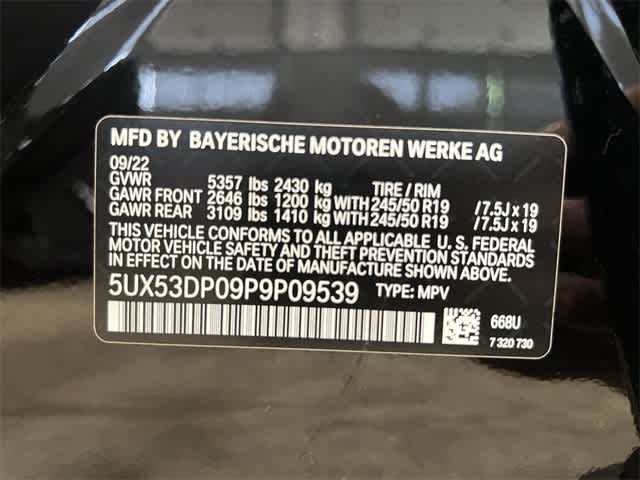 MFD BY BAYERISCHE MOTOREN WERKE AG
09/22
GVWR 5357 lbs 2430 kg TIRE / RIM
GAWR FRONT 2646 lbs 1200 kg WITH 245/50 R19 /7.5J x 19
GAWR REAR 3109 lbs 1410 kg WITH 245/50 R19 /7.5J x 19
THIS VEHICLE CONFORMS TO ALL APPLICABLE U. S. FEDERAL
MOTOR VEHICLE SAFETY AND THEFT PREVENTION STANDARDS
IN EFFECT ON THE DATE OF MANUFACTURE SHOWN ABOVE.
5UX53DP09P9P09539 TYPE: MPV
668U
7 320 730